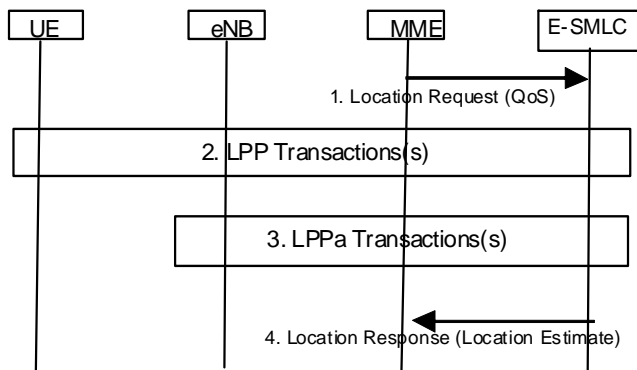 UE
eNB
MME
E-SMLC
1. Location Request (QoS)
2. LPP Transactions(s)
3. LPPa Transactions(s)
4. Location Response (Location Estimate)